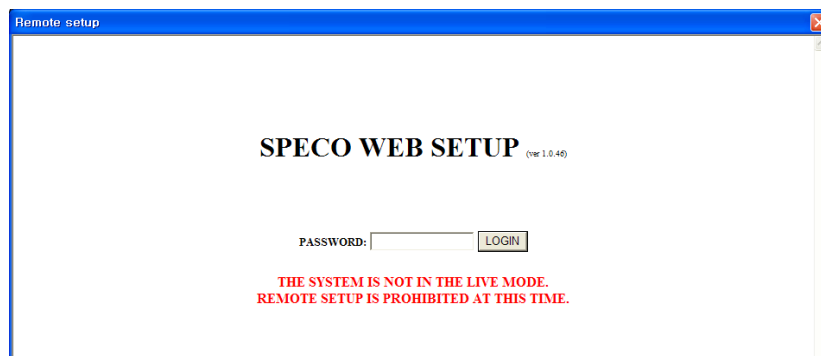 Remote setup
SPECO WEB SETUP (ver 1.0.46)
PASSWORD: LOGIN
THE SYSTEM IS NOT IN THE LIVE MODE.
REMOTE SETUP IS PROHIBITED AT THIS TIME.